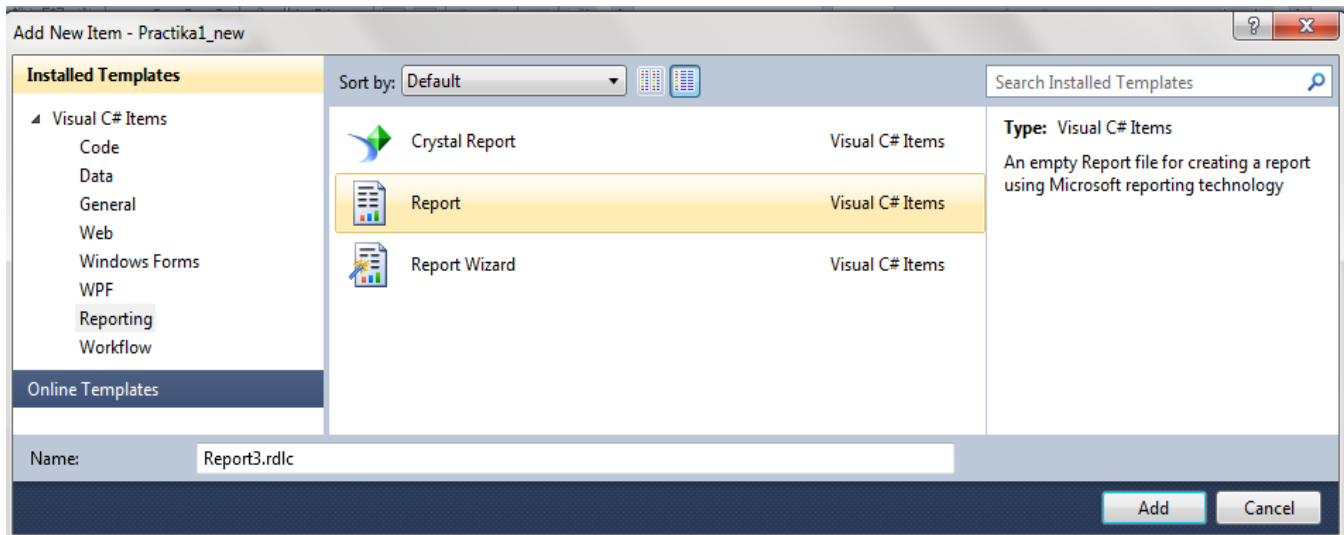 Add New Item - Practika1_new
Installed Templates
Sort by: Default
Search Installed Templates
Visual C# Items
Code
Data
General
Web
Windows Forms
WPF
Reporting
Workflow
Online Templates
Crystal Report Visual C# Items
Report Visual C# Items
Report Wizard Visual C# Items
Type: Visual C# Items
An empty Report file for creating a report
using Microsoft reporting technology
Name: Report3.rdlc
Add Cancel